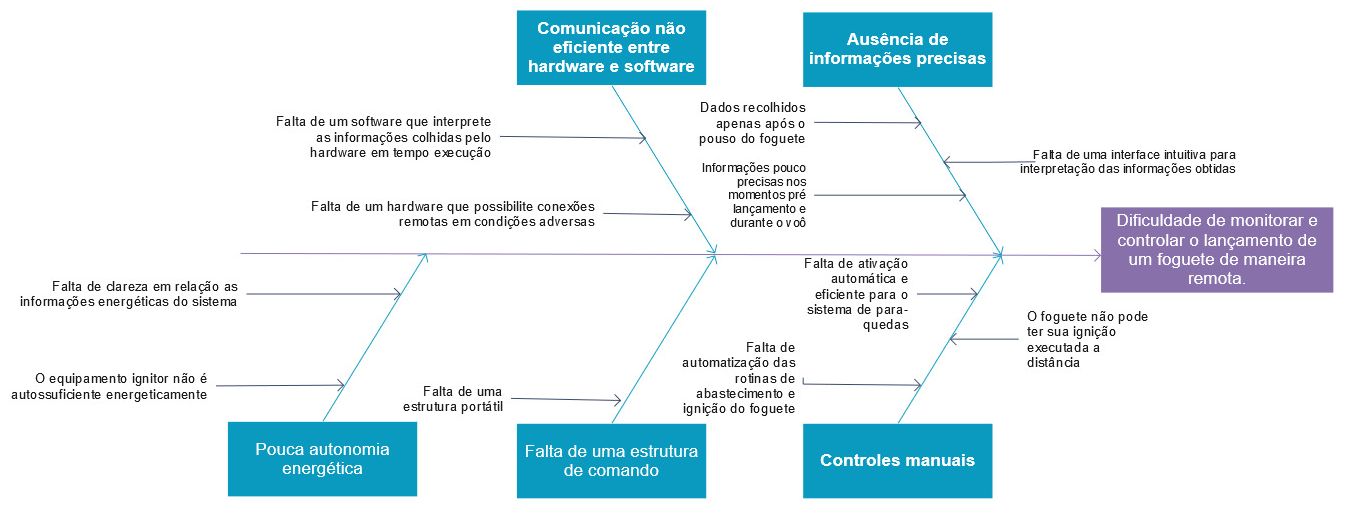 Comunicação não
eficiente entre
hardware e software
Ausência de
informações precisas
Falta de um software que interprete
as informações colhidas pelo
hardware em tempo execução
Dados recolhidos
apenas após o
pouso do foguete
Falta de uma interface intuitiva para
interpretação das informações obtidas
Informações pouco
precisas nos
momentos pré
lançamento e
durante o voô
Falta de um hardware que possibilite conexões
remotas em condições adversas
Dificuldade de monitorar e
controlar o lançamento de
um foguete de maneira
remota.
Falta de clareza em relação as
informações energéticas do sistema
Falta de ativação
automática e
eficiente para o
sistema de para-
quedas
O foguete não pode
ter sua ignição
executada a
distância
O equipamento ignitor não é
autossuficiente energeticamente
Falta de uma
estrutura portátil
Falta de
automatização das
rotinas de
abastecimento e
ignição do foguete
Pouca autonomia
energética
Falta de uma estrutura
de comando
Controles manuais